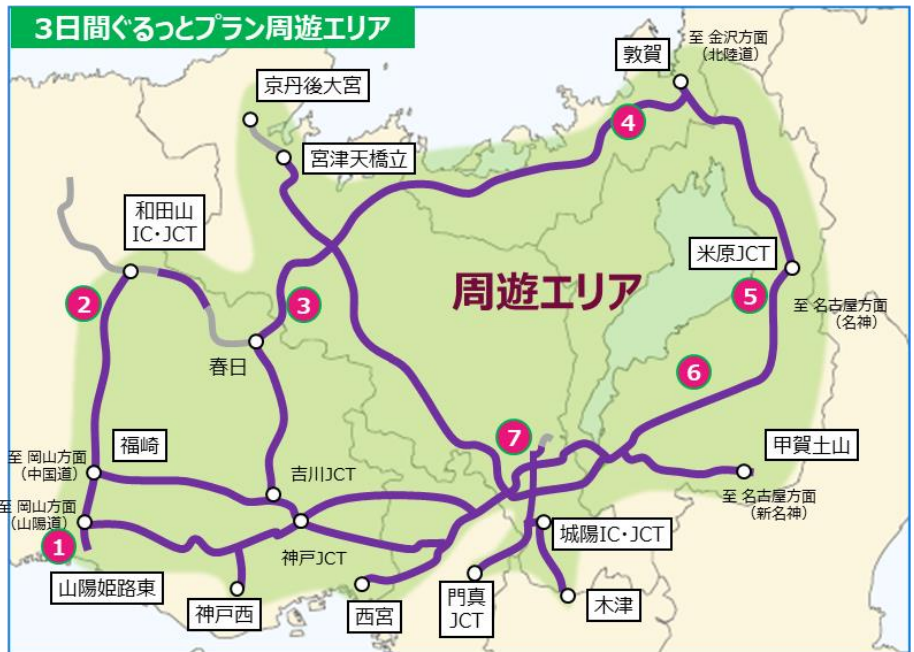 3日間ぐるっとプラン周遊エリア
至 金沢方面
(北陸道)
敦賀
京丹後大宮
4
宮津天橋立
和田山
IC・JCT
米原JCT
周遊エリア
2
3
5
至 名古屋方面
(名神)
春日
6
7
福崎
甲賀土山
至 岡山方面
(中国道)
吉川JCT
至 名古屋方面
(新名神)
至 岡山方面
(山陽道)
城陽IC・JCT
1
神戸JCT
山陽姫路東
神戸西
西宮
門真
JCT
木津